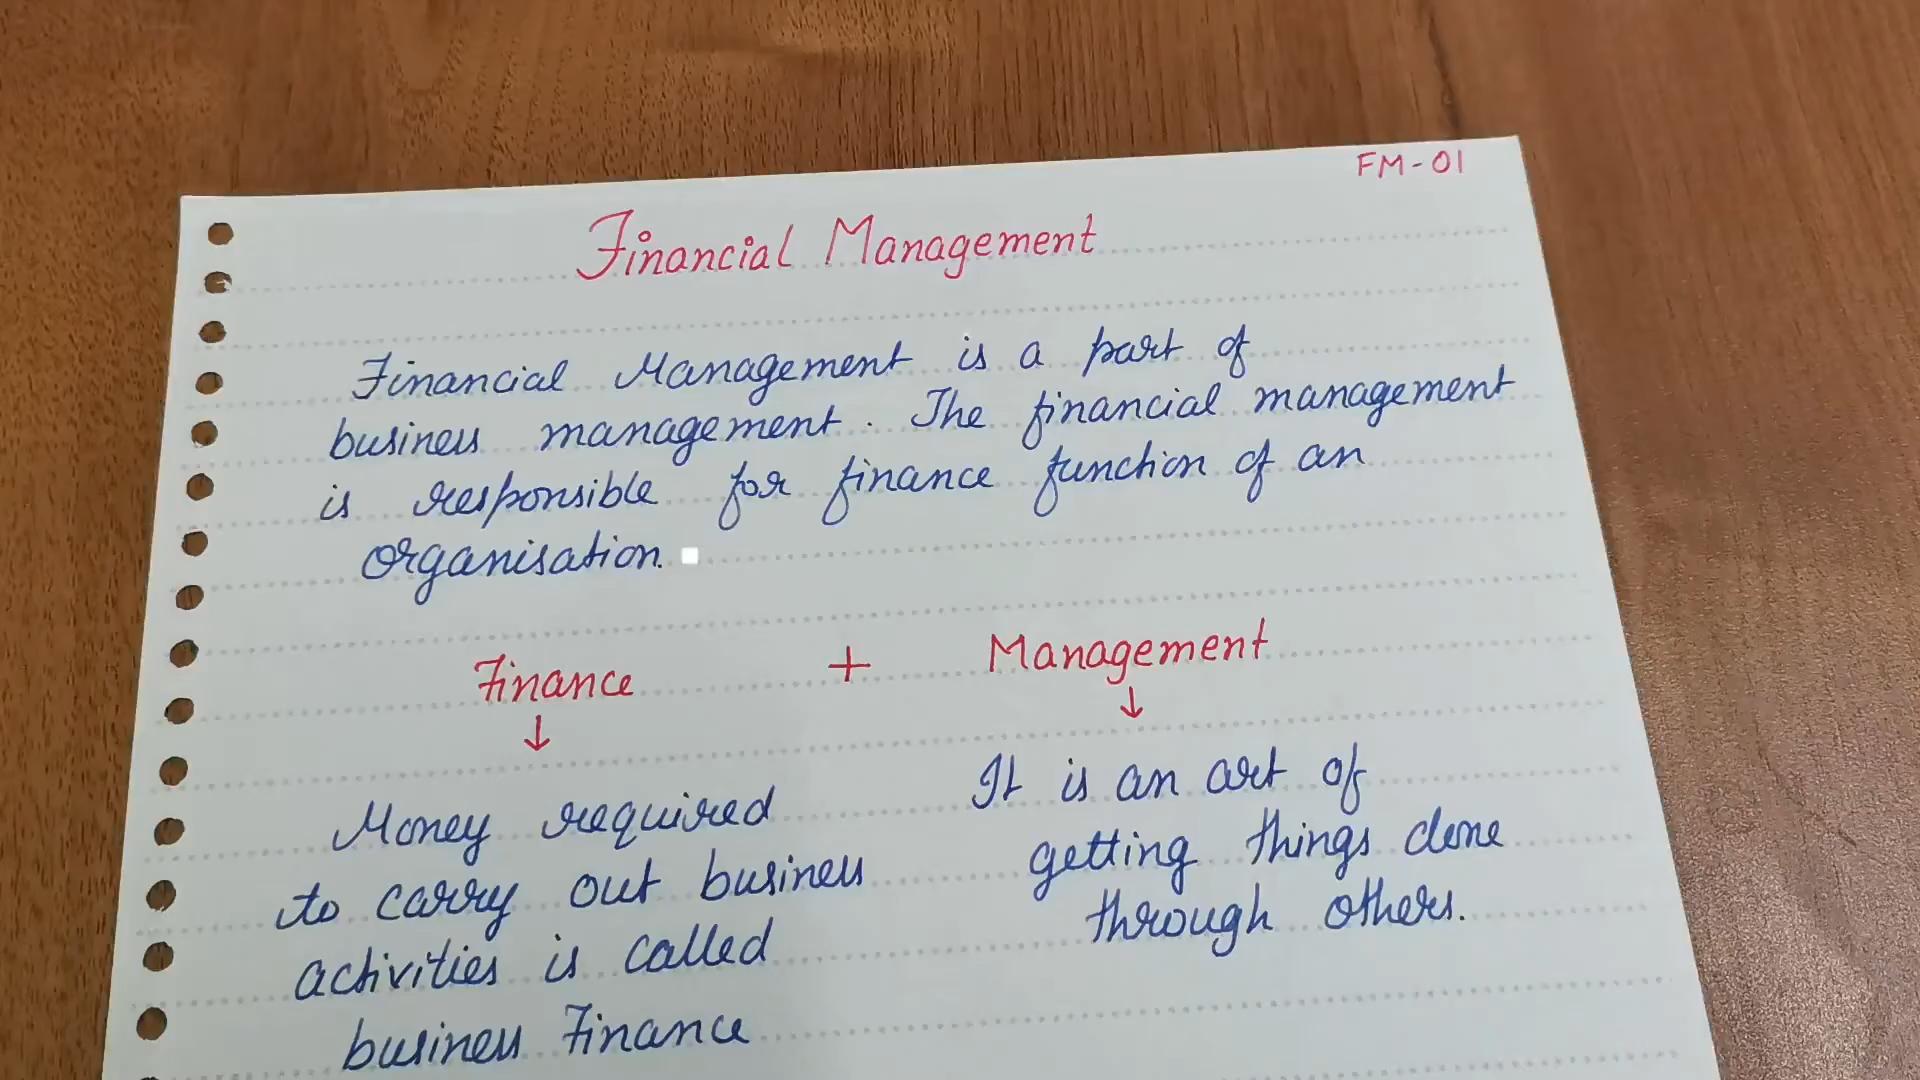 FM-01
Financial Management
Financial Management is a part of
business management. The financial management
is responsible for finance function of an
organisation.
Finance + Management
↓ ↓
Money required
to carry out business
activities is called
business Finance
It is an art of
getting things done
through others.